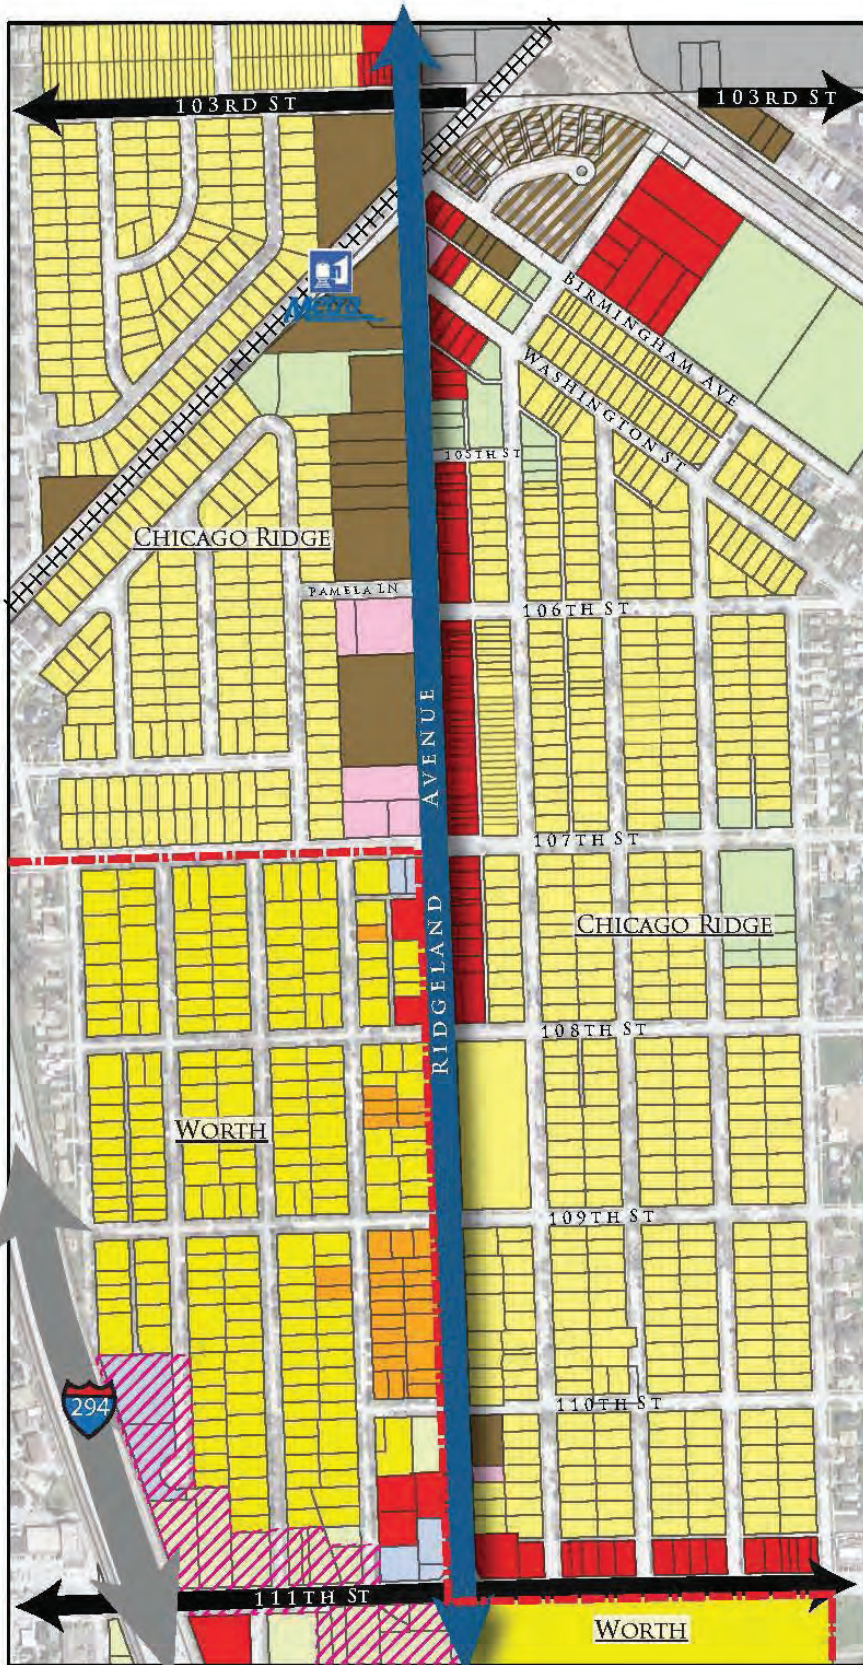 103RD ST
103RD ST
Metra
BIRMINGHAM AVE
WASHINGTON ST
105TH ST
CHICAGO RIDGE
PAMELA LN
106TH ST
RIDGELAND AVENUE
107TH ST
CHICAGO RIDGE
108TH ST
WORTH
109TH ST
294
110TH ST
111TH ST
WORTH